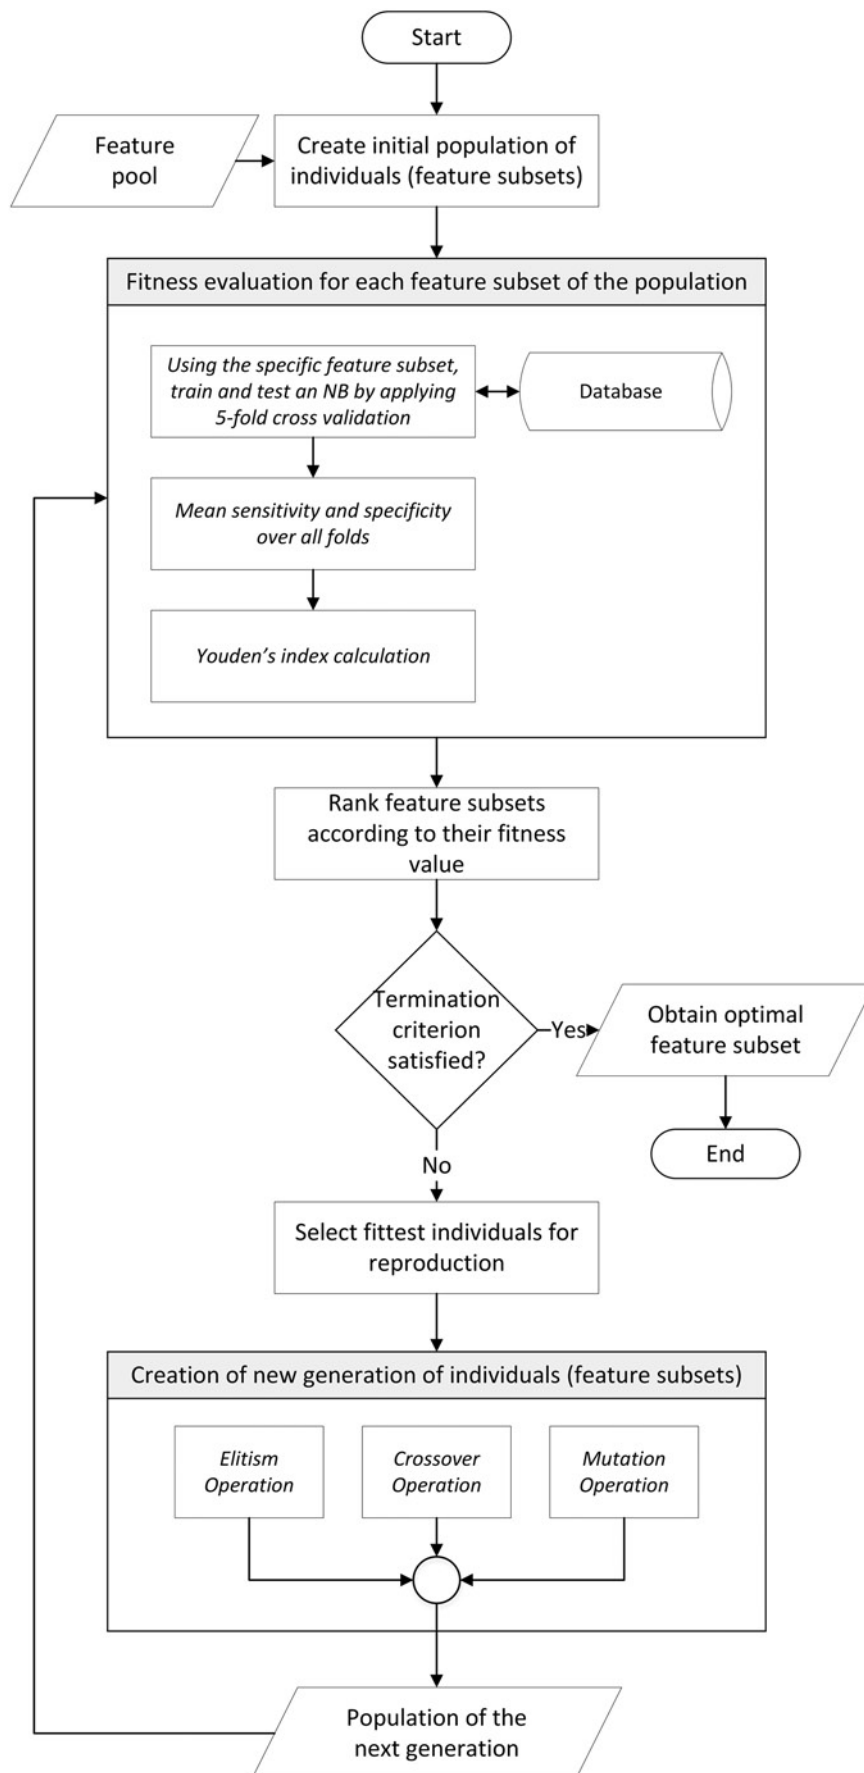 Start
Feature
pool
Create initial population of
individuals (feature subsets)
Fitness evaluation for each feature subset of the population
Using the specific feature subset,
train and test an NB by applying
5-fold cross validation
Database
Mean sensitivity and specificity
over all folds
Youden’s index calculation
Rank feature subsets
according to their fitness
value
Termination
criterion
satisfied?
Yes
Obtain optimal
feature subset
End
No
Select fittest individuals for
reproduction
Creation of new generation of individuals (feature subsets)
Elitism
Operation
Crossover
Operation
Mutation
Operation
Population of the
next generation